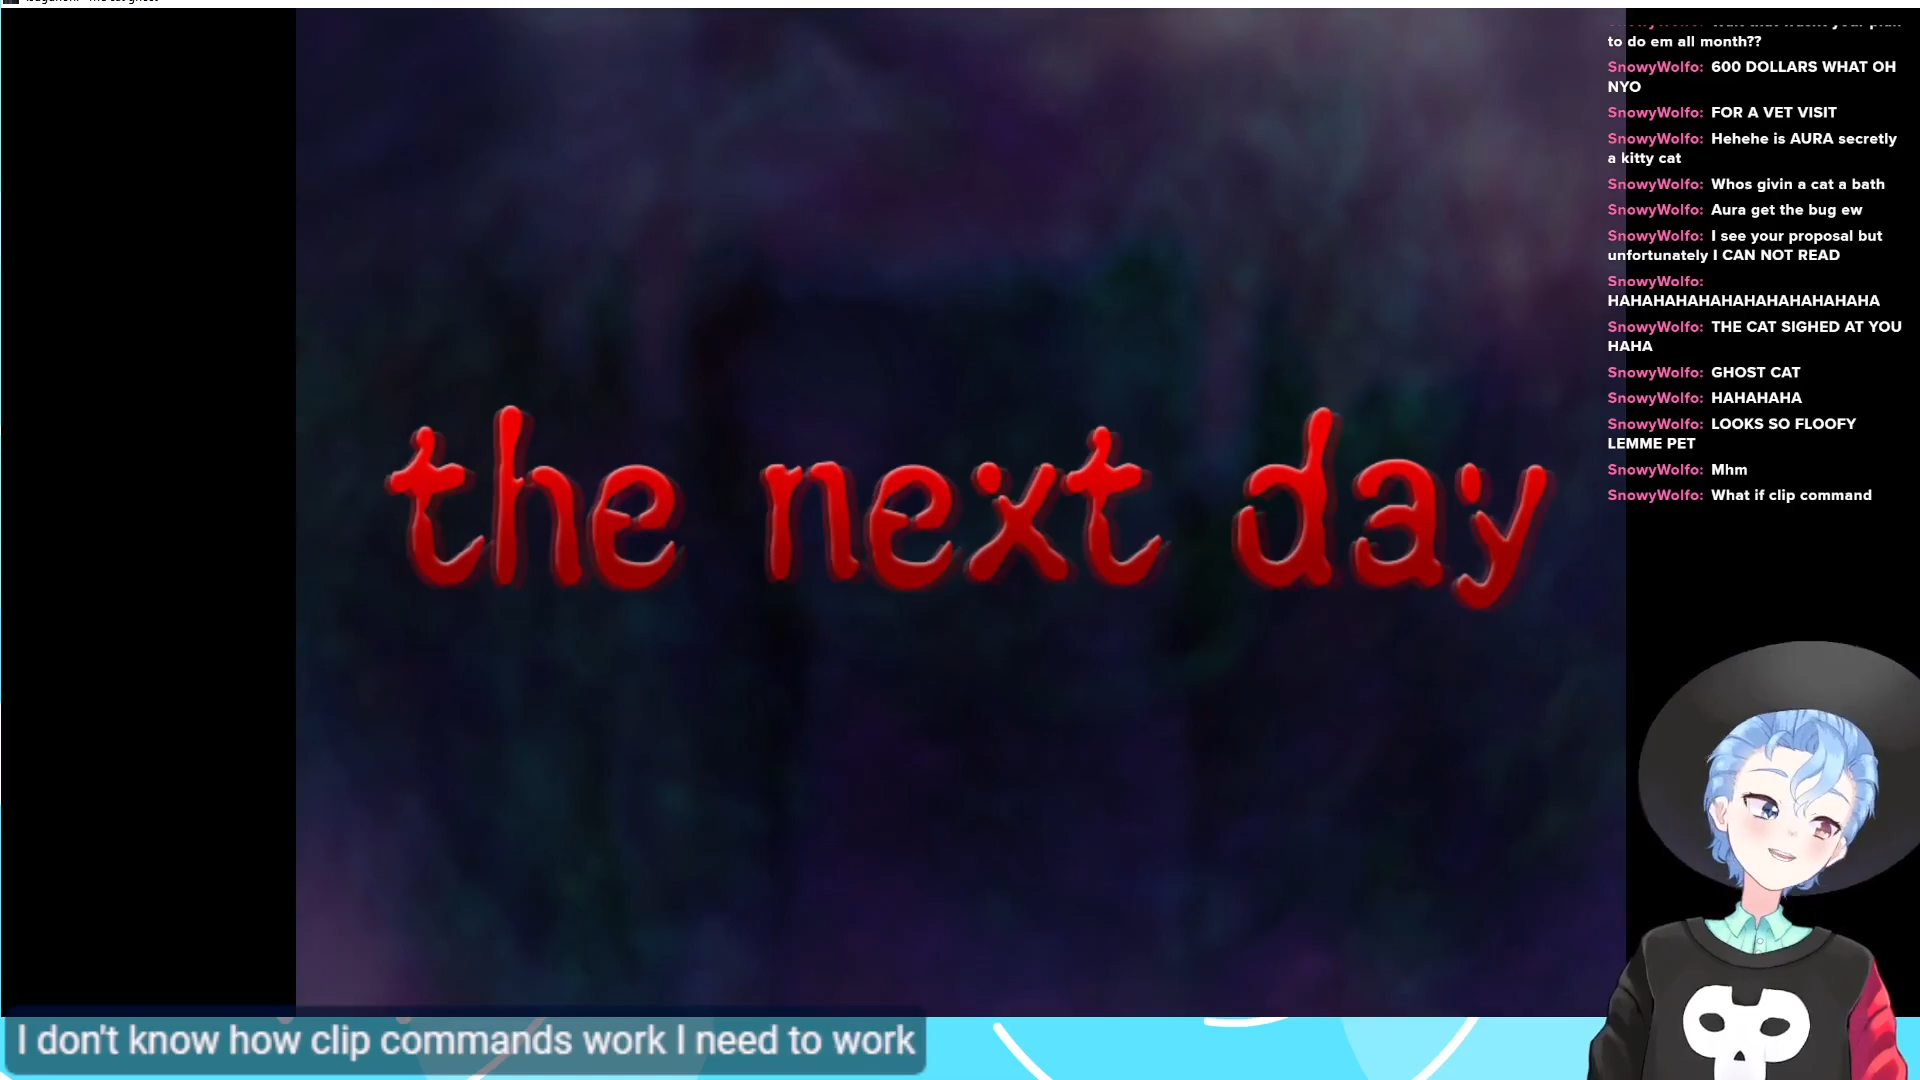 the next day
to do em all month??
SnowyWolfo: 600 DOLLARS WHAT OH
NYO
SnowyWolfo: FOR A VET VISIT
SnowyWolfo: Hehehe is AURA secretly
a kitty cat
SnowyWolfo: Whos givin a cat a bath
SnowyWolfo: Aura get the bug ew
SnowyWolfo: I see your proposal but
unfortunately I CAN NOT READ
SnowyWolfo:
HAHAHAHAHAHAHAHAHAHAHA
SnowyWolfo: THE CAT SIGHED AT YOU
HAHA
SnowyWolfo: GHOST CAT
SnowyWolfo: HAHAHAHA
SnowyWolfo: LOOKS SO FLOOFY
LEMME PET
SnowyWolfo: Mhm
SnowyWolfo: What if clip command
I don't know how clip commands work I need to work